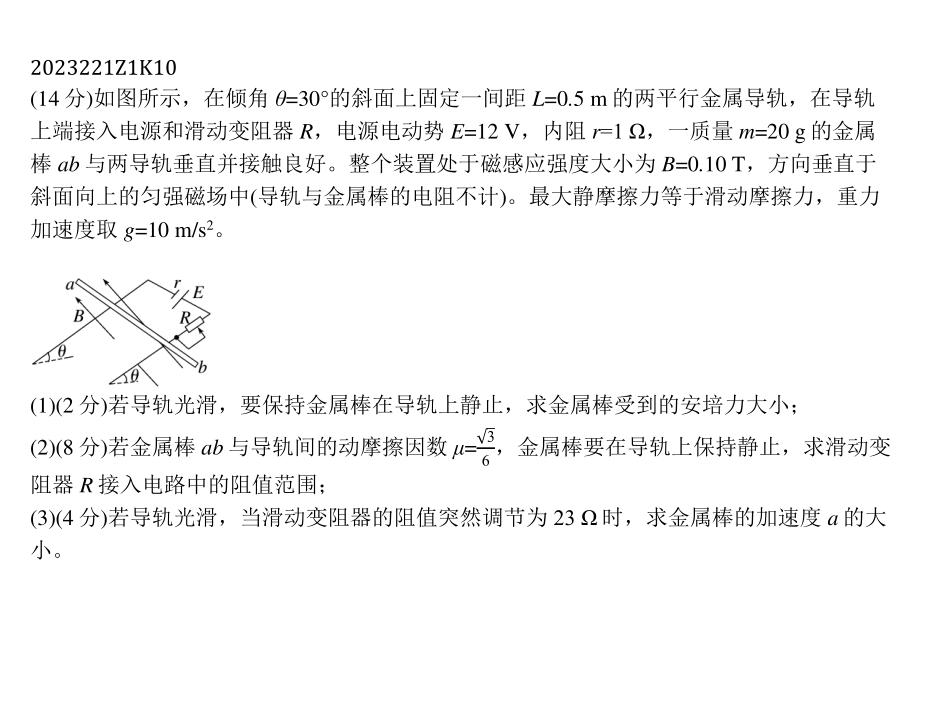 2023221Z1K10
(14 分)如图所示，在倾角 θ=30°的斜面上固定一间距 L=0.5 m 的两平行金属导轨，在导轨
上端接入电源和滑动变阻器 R，电源电动势 E=12 V，内阻 r=1 Ω，一质量 m=20 g 的金属
棒 ab 与两导轨垂直并接触良好。整个装置处于磁感应强度大小为 B=0.10 T，方向垂直于
斜面向上的匀强磁场中(导轨与金属棒的电阻不计)。最大静摩擦力等于滑动摩擦力，重力
加速度取 g=10 m/s²。
a
r
E
B
R
θ
b
θ
(1)(2 分)若导轨光滑，要保持金属棒在导轨上静止，求金属棒受到的安培力大小；
(2)(8 分)若金属棒 ab 与导轨间的动摩擦因数 μ=√3/6，金属棒要在导轨上保持静止，求滑动变
阻器 R 接入电路中的阻值范围；
(3)(4 分)若导轨光滑，当滑动变阻器的阻值突然调节为 23 Ω 时，求金属棒的加速度 a 的大
小。